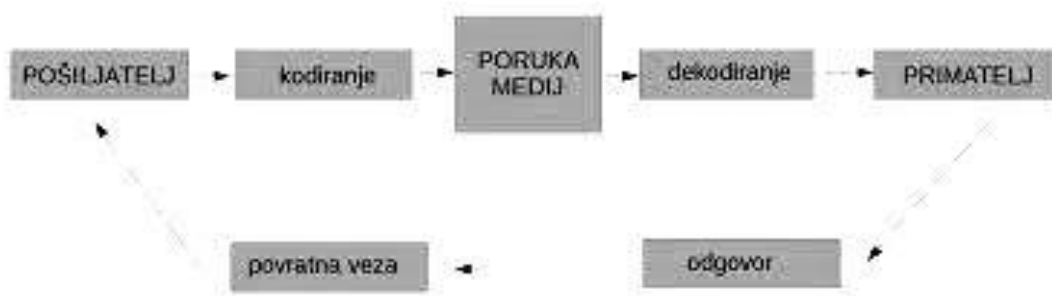 POŠILJATELJ
kodiranje
PORUKA
MEDIJ
dekodiranje
PRIMATELJ
povratna veza
odgovor